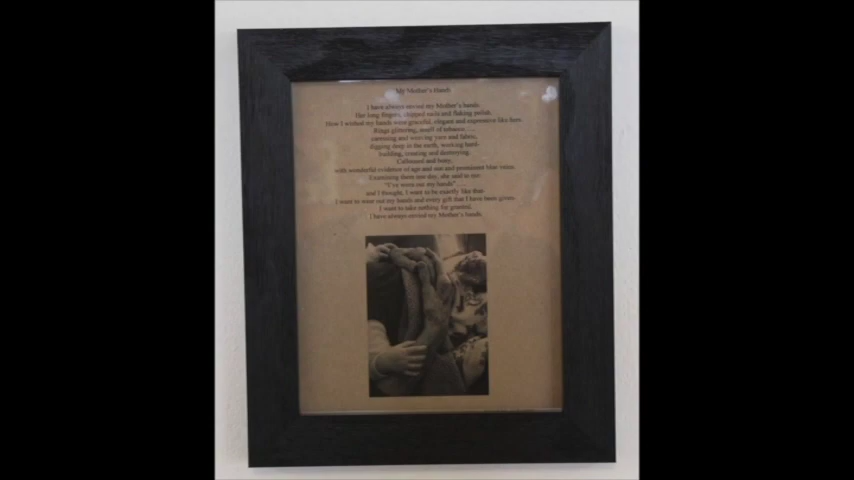 My Mother's Hands
I have always envied my Mother's hands.
Her long fingers, chipped nails and flaking polish.
How I wished my hands were graceful, elegant and expressive like hers.
Rings glittering, smell of tobacco,
caressing and weaving yarn and fabric,
digging deep in the earth, working hard-
building, creating and destroying.
Calloused and bony,
with wonderful evidence of age and sun and prominent blue veins.
Examining them one day, she said to me:
"I've worn out my hands"
and I thought, I want to be exactly like that-
I want to wear out my hands and every gift that I have been given.
I want to take nothing for granted.
I have always envied my Mother's hands.